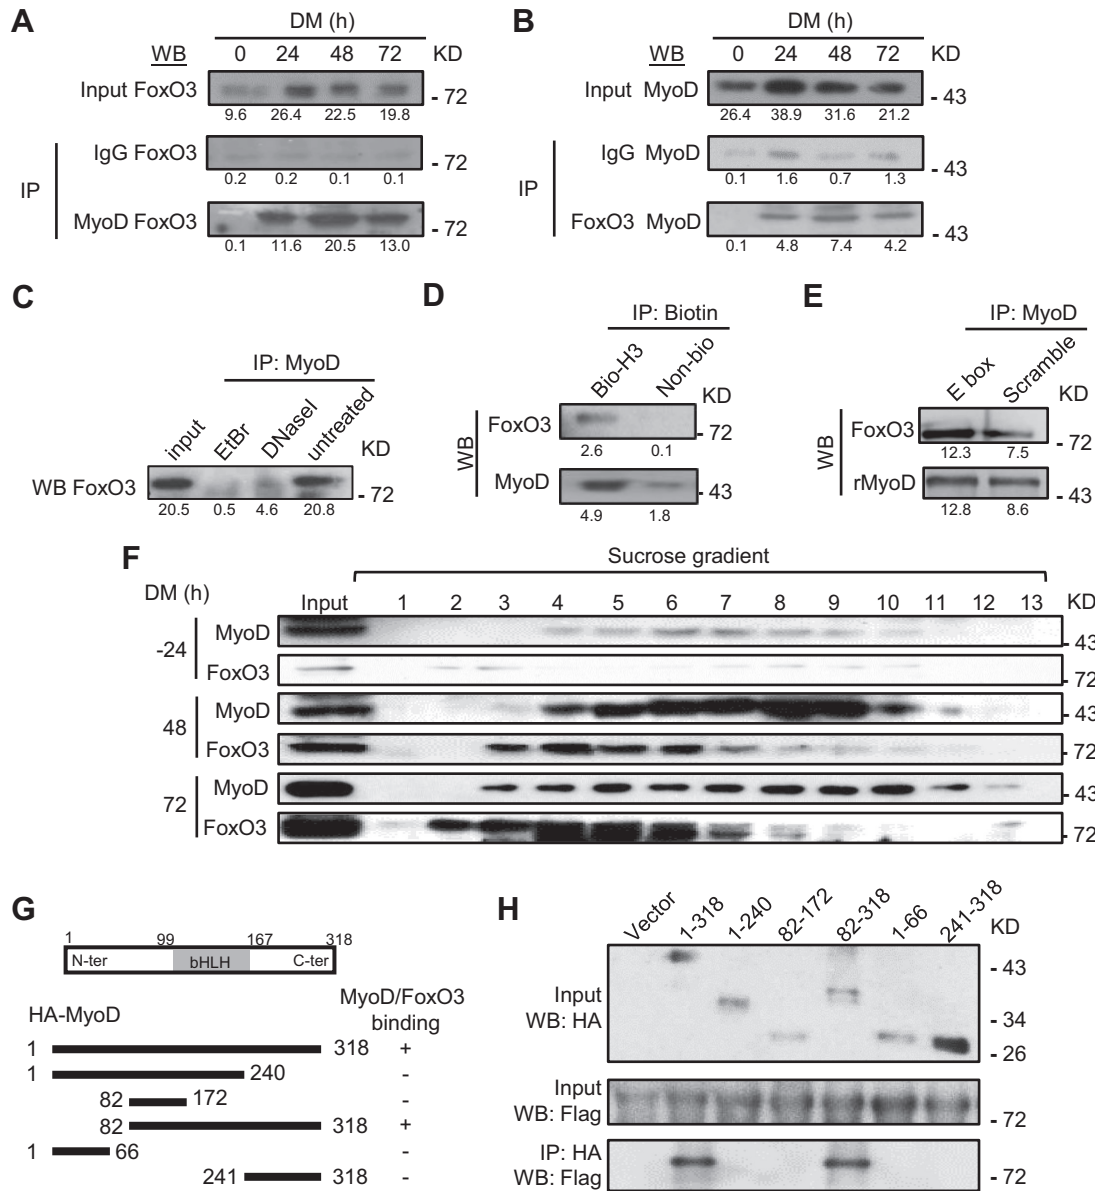 A
DM (h)
WB 0 24 48 72 KD
Input FoxO3 - 72
9.6 26.4 22.5 19.8
IgG FoxO3 - 72
0.2 0.2 0.1 0.1
IP
MyoD FoxO3 - 72
0.1 11.6 20.5 13.0
B
DM (h)
WB 0 24 48 72 KD
Input MyoD - 43
26.4 38.9 31.6 21.2
IgG MyoD - 43
0.1 1.6 0.7 1.3
IP
FoxO3 MyoD - 43
0.1 4.8 7.4 4.2
C
IP: MyoD
input EtBr DNaseI untreated KD
WB FoxO3 - 72
20.5 0.5 4.6 20.8
D
IP: Biotin
Bio-H3 Non-bio KD
WB
FoxO3 - 72
2.6 0.1
MyoD - 43
4.9 1.8
E
IP: MyoD
E box Scramble KD
WB
FoxO3 - 72
12.3 7.5
rMyoD - 43
12.8 8.6
F
Sucrose gradient
DM (h) Input 1 2 3 4 5 6 7 8 9 10 11 12 13 KD
-24
MyoD - 43
FoxO3 - 72
48
MyoD - 43
FoxO3 - 72
72
MyoD - 43
FoxO3 - 72
G
1 99 167 318
N-ter bHLH C-ter
HA-MyoD
MyoD/FoxO3
binding
1 318 +
1 240 -
82 172 -
82 318 +
1 66 -
241 318 -
H
Vector 1-318 1-240 82-172 82-318 1-66 241-318 KD
Input
WB: HA
- 43
- 34
- 26
Input
WB: Flag
- 72
IP: HA
WB: Flag
- 72